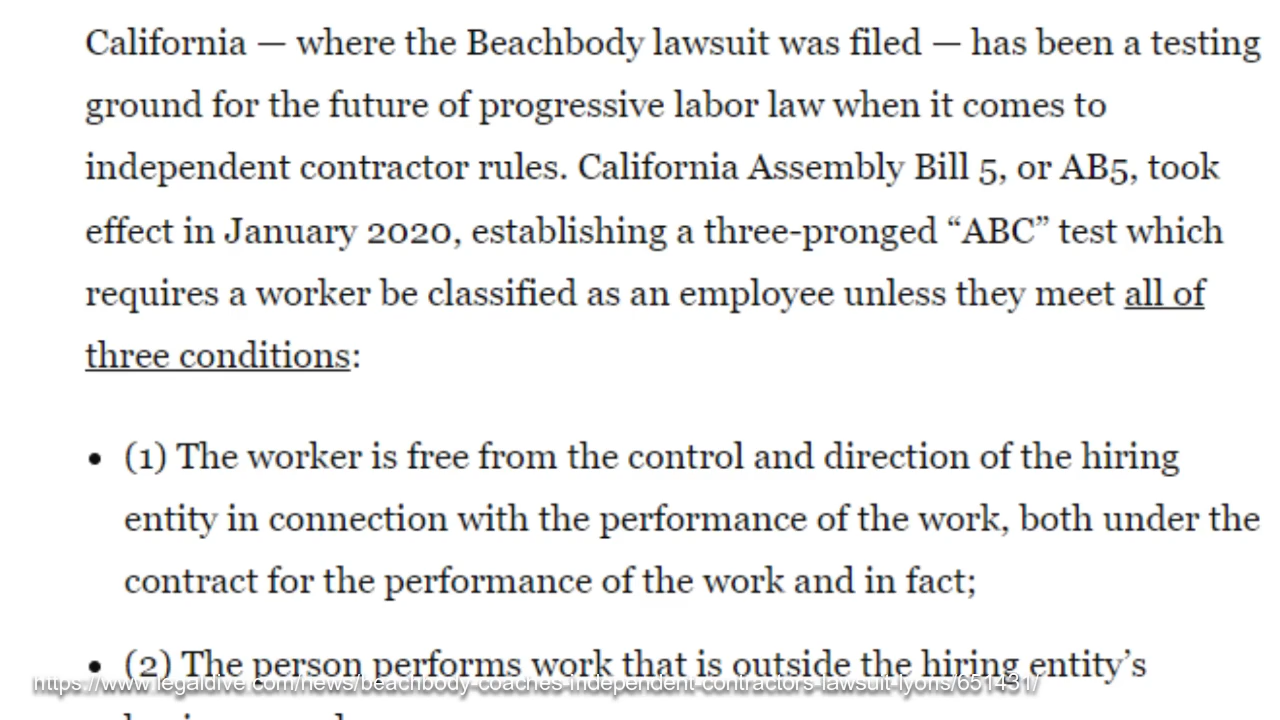 California — where the Beachbody lawsuit was filed — has been a testing
ground for the future of progressive labor law when it comes to
independent contractor rules. California Assembly Bill 5, or AB5, took
effect in January 2020, establishing a three-pronged “ABC” test which
requires a worker be classified as an employee unless they meet all of
three conditions:
• (1) The worker is free from the control and direction of the hiring
entity in connection with the performance of the work, both under the
contract for the performance of the work and in fact;
• (2) The person performs work that is outside the hiring entity’s
https://www.legaldive.com/news/beachbody-coaches-independent-contractors-lawsuit-lyons/651431/